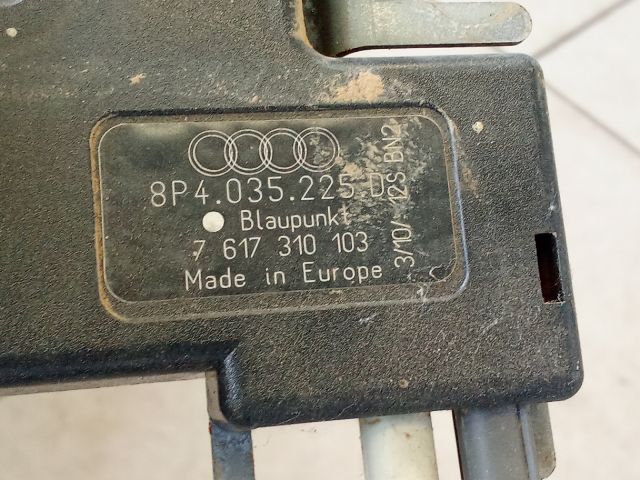 8P4.035.225 D
Blaupunkt
7 617 310 103
Made in Europe
3/10/ 12S BN2